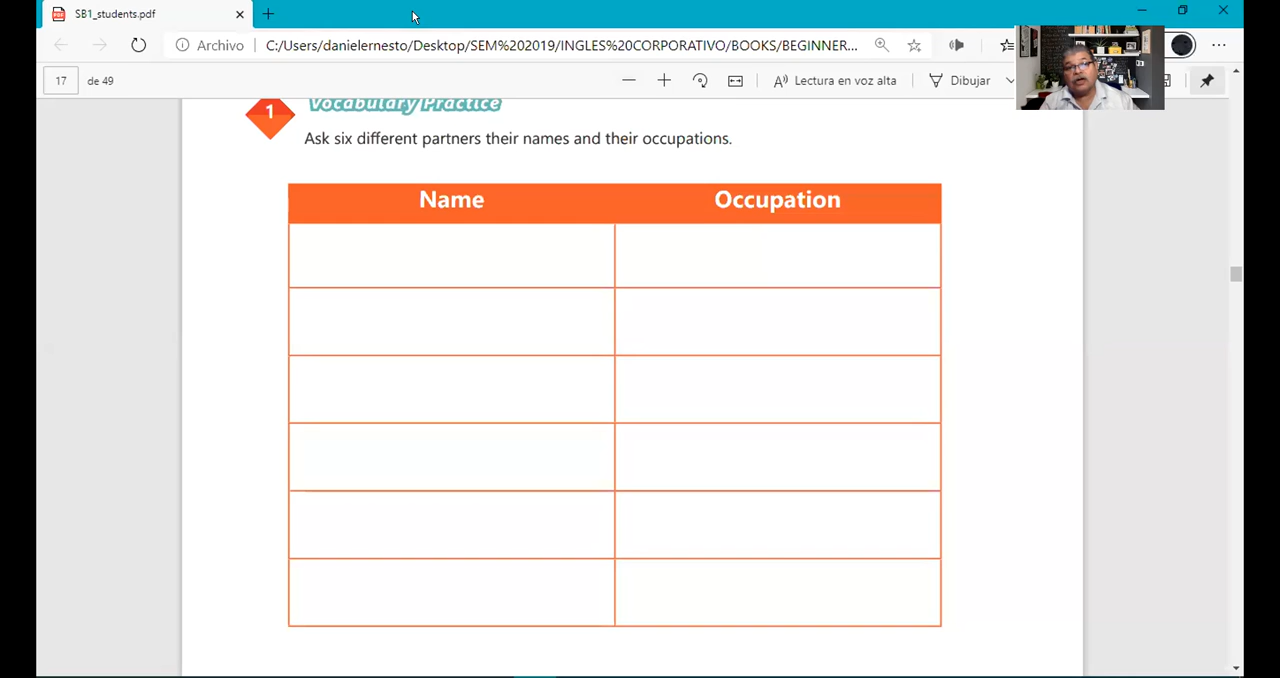 SB1_students.pdf
Archivo
C:/Users/danielernesto/Desktop/SEM%202019/INGLES%20CORPORATIVO/BOOKS/BEGINNER...
17
de 49
Lectura en voz alta
Dibujar
1
Vocabulary Practice
Ask six different partners their names and their occupations.
Name
Occupation